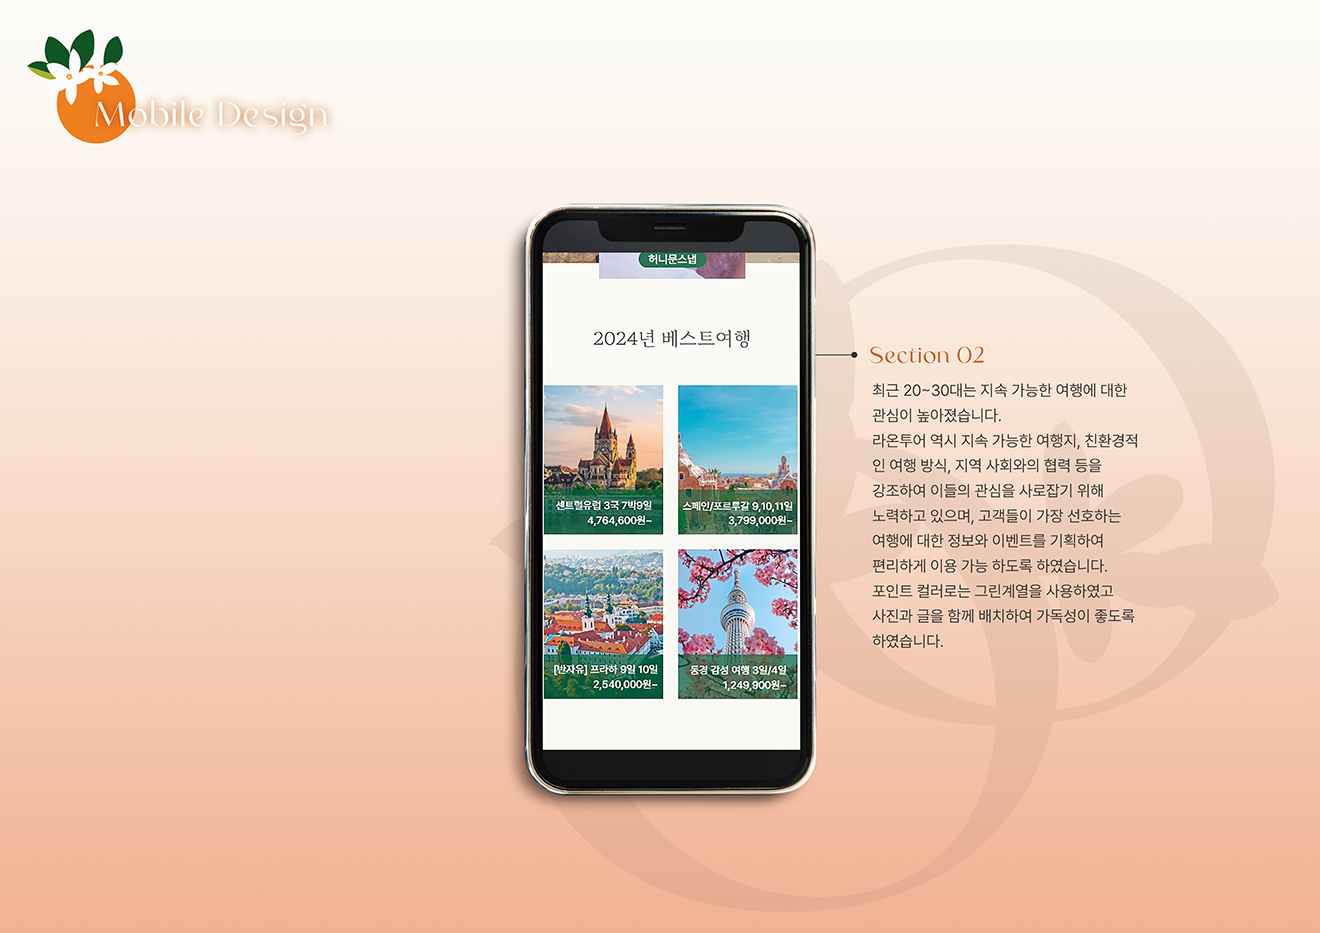 Mobile Design
허니문스냅
2024년 베스트여행
센트럴유럽 3국 7박9일
4,764,600원~
스페인/포르투갈 9,10,11일
3,799,000원~
[반자유] 프라하 9일 10일
2,540,000원~
동경 감성 여행 3일/4일
1,249,900원~
Section 02
최근 20~30대는 지속 가능한 여행에 대한
관심이 높아졌습니다.
라온투어 역시 지속 가능한 여행지, 친환경적
인 여행 방식, 지역 사회와의 협력 등을
강조하여 이들의 관심을 사로잡기 위해
노력하고 있으며, 고객들이 가장 선호하는
여행에 대한 정보와 이벤트를 기획하여
편리하게 이용 가능 하도록 하였습니다.
포인트 컬러로는 그린계열을 사용하였고
사진과 글을 함께 배치하여 가독성이 좋도록
하였습니다.